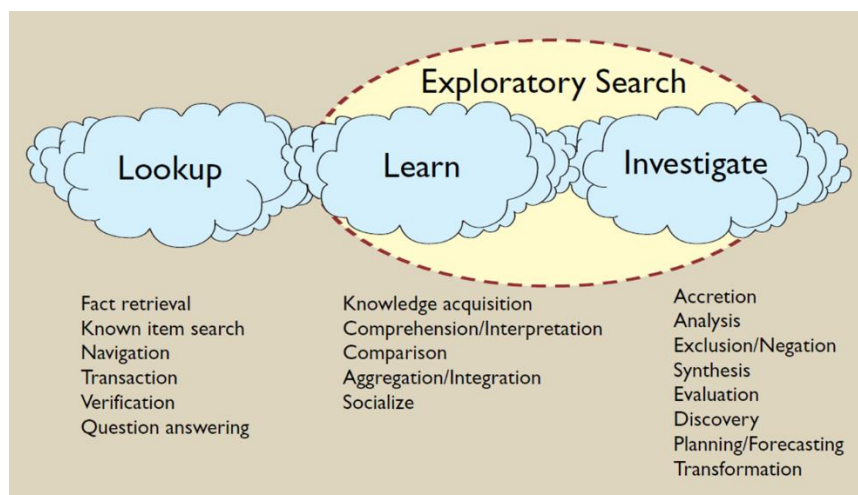 Exploratory Search
Lookup
Learn
Investigate
Fact retrieval
Known item search
Navigation
Transaction
Verification
Question answering
Knowledge acquisition
Comprehension/Interpretation
Comparison
Aggregation/Integration
Socialize
Accretion
Analysis
Exclusion/Negation
Synthesis
Evaluation
Discovery
Planning/Forecasting
Transformation